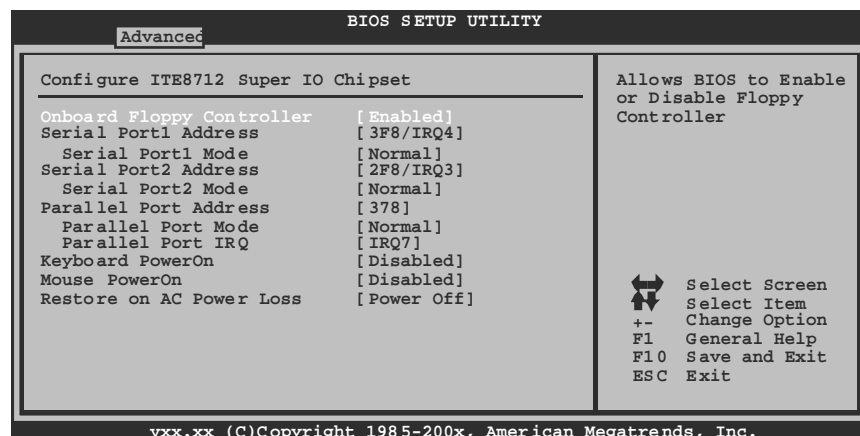 BIOS SETUP UTILITY
Advanced
Configure ITE8712 Super IO Chipset
Onboard Floppy Controller [Enabled]
Serial Port1 Address [3F8/IRQ4]
Serial Port1 Mode [Normal]
Serial Port2 Address [2F8/IRQ3]
Serial Port2 Mode [Normal]
Parallel Port Address [378]
Parallel Port Mode [Normal]
Parallel Port IRQ [IRQ7]
Keyboard PowerOn [Disabled]
Mouse PowerOn [Disabled]
Restore on AC Power Loss [Power Off]
Allows BIOS to Enable
or Disable Floppy
Controller
Select Screen
Select Item
+- Change Option
F1 General Help
F10 Save and Exit
ESC Exit
vxx.xx (C)Copyright 1985-200x, American Megatrends, Inc.